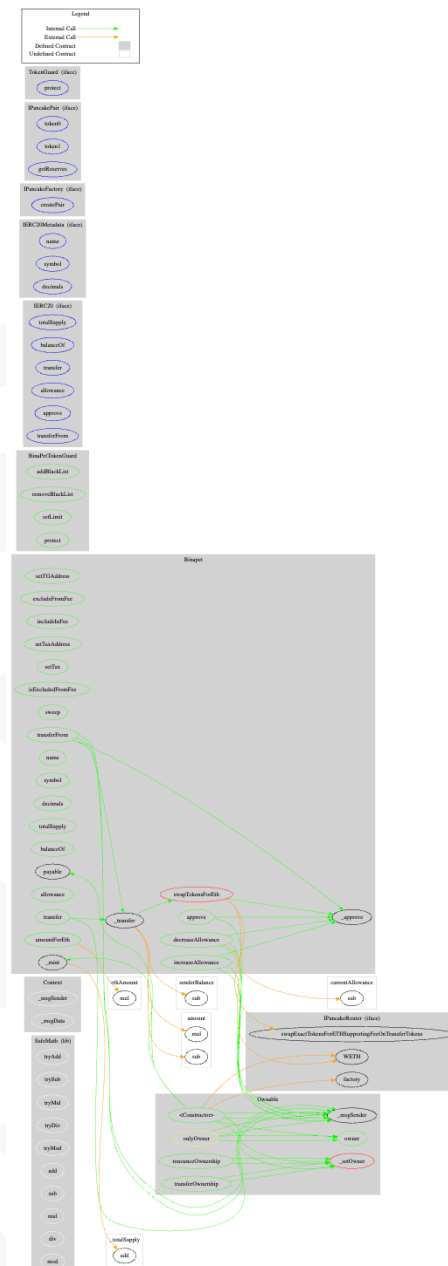 Legend
Internal Call
External Call
Defined Contract
Undefined Contract
TokenGuard (iface)
protect
IPancakePair (iface)
token0
token1
getReserves
IPancakeFactory (iface)
createPair
IERC20Metadata (iface)
name
symbol
decimals
IERC20 (iface)
totalSupply
balanceOf
transfer
allowance
approve
transferFrom
BinaPetTokenGuard
addBlackList
removeBlackList
setLimit
protect
Binapet
setTGAddress
excludeFromFee
includeInFee
setTaxAddress
setTax
isExcludedFromFee
sweep
transferFrom
name
symbol
decimals
totalSupply
balanceOf
payable
allowance
transfer
amountForEth
_mint
_transfer
swapTokensForEth
approve
decreaseAllowance
increaseAllowance
_approve
Context
_msgSender
_msgData
ethAmount
mul
senderBalance
sub
currentAllowance
sub
amount
mul
sub
IPancakeRouter (iface)
swapExactTokensForETHSupportingFeeOnTransferTokens
WETH
factory
SafeMath (lib)
tryAdd
trySub
tryMul
tryDiv
tryMod
add
sub
mul
div
mod
Ownable
<Constructor>
onlyOwner
renounceOwnership
transferOwnership
_msgSender
owner
_setOwner
_totalSupply
add